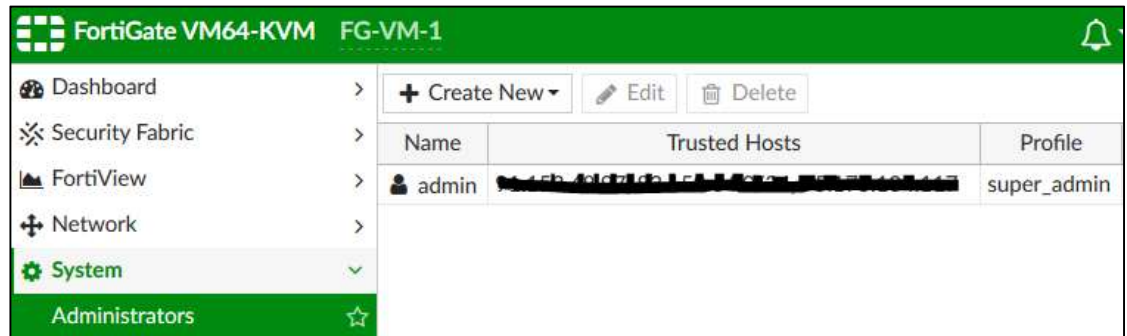 FortiGate VM64-KVM FG-VM-1
Dashboard
+ Create New Edit Delete
Security Fabric
Name Trusted Hosts Profile
FortiView
admin super_admin
Network
System
Administrators